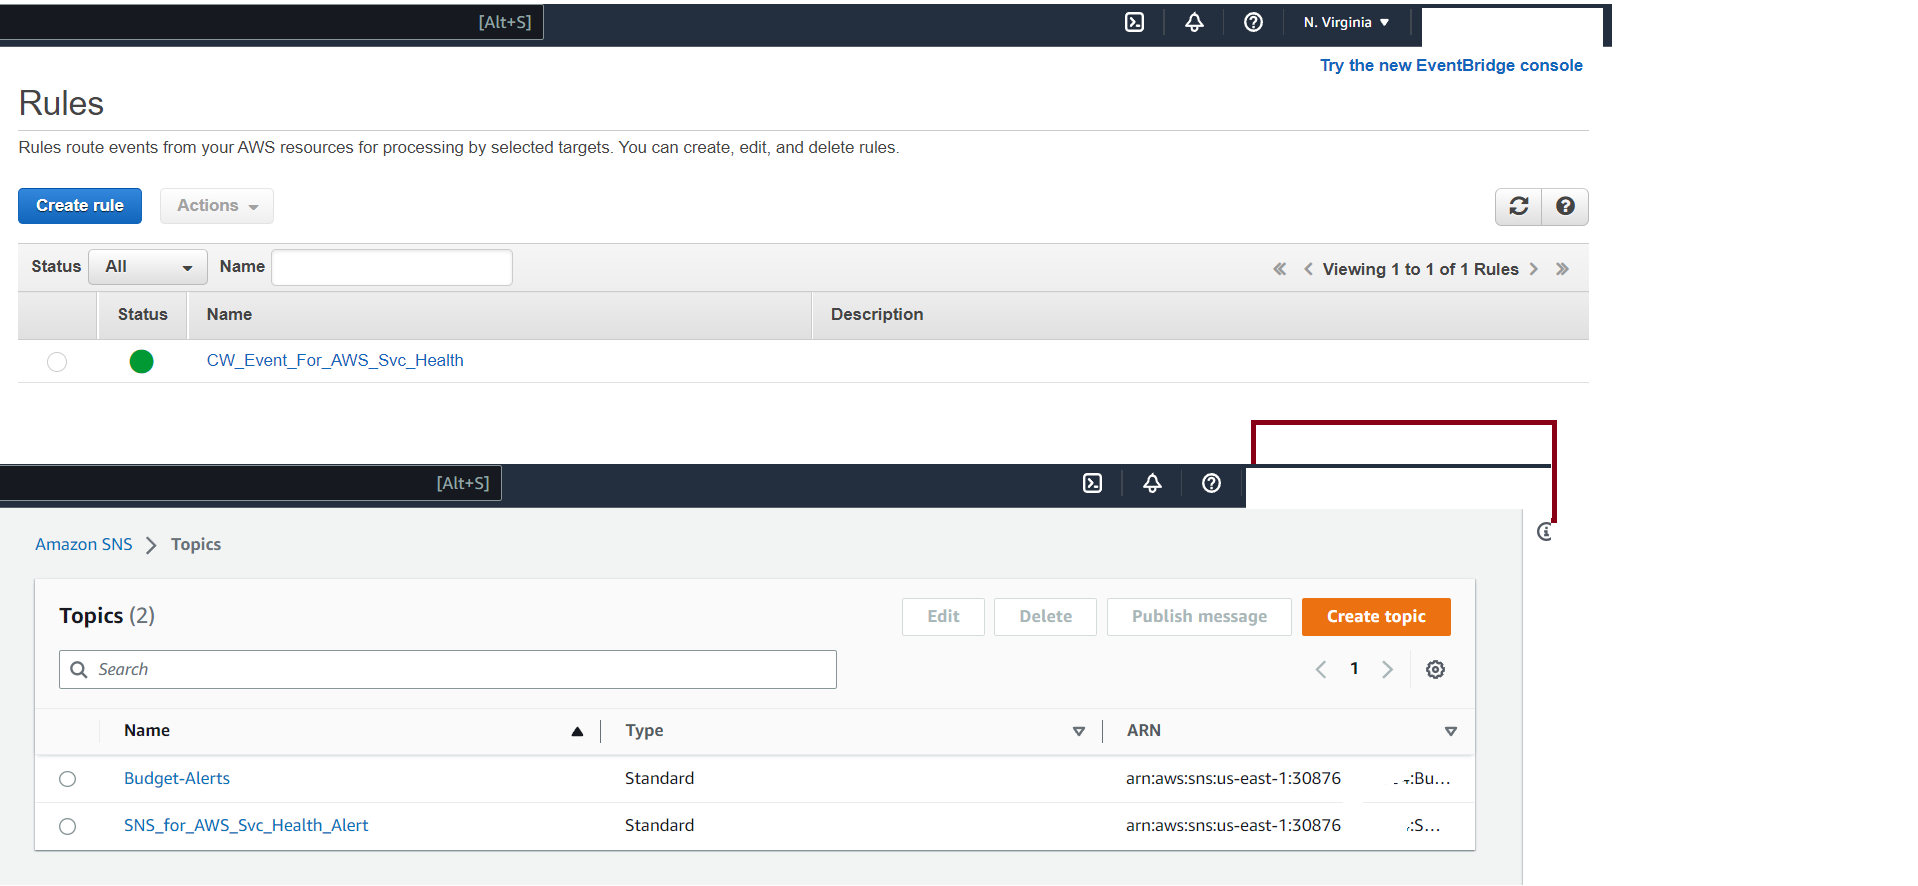 [Alt+S] N. Virginia
Try the new EventBridge console
Rules
Rules route events from your AWS resources for processing by selected targets. You can create, edit, and delete rules.
Create rule Actions
Status All Name Viewing 1 to 1 of 1 Rules
Status Name Description
CW_Event_For_AWS_Svc_Health
[Alt+S]
Amazon SNS Topics
Topics (2) Edit Delete Publish message Create topic
Search 1
Name Type ARN
Budget-Alerts Standard arn:aws:sns:us-east-1:30876 :Bu...
SNS_for_AWS_Svc_Health_Alert Standard arn:aws:sns:us-east-1:30876 :S...